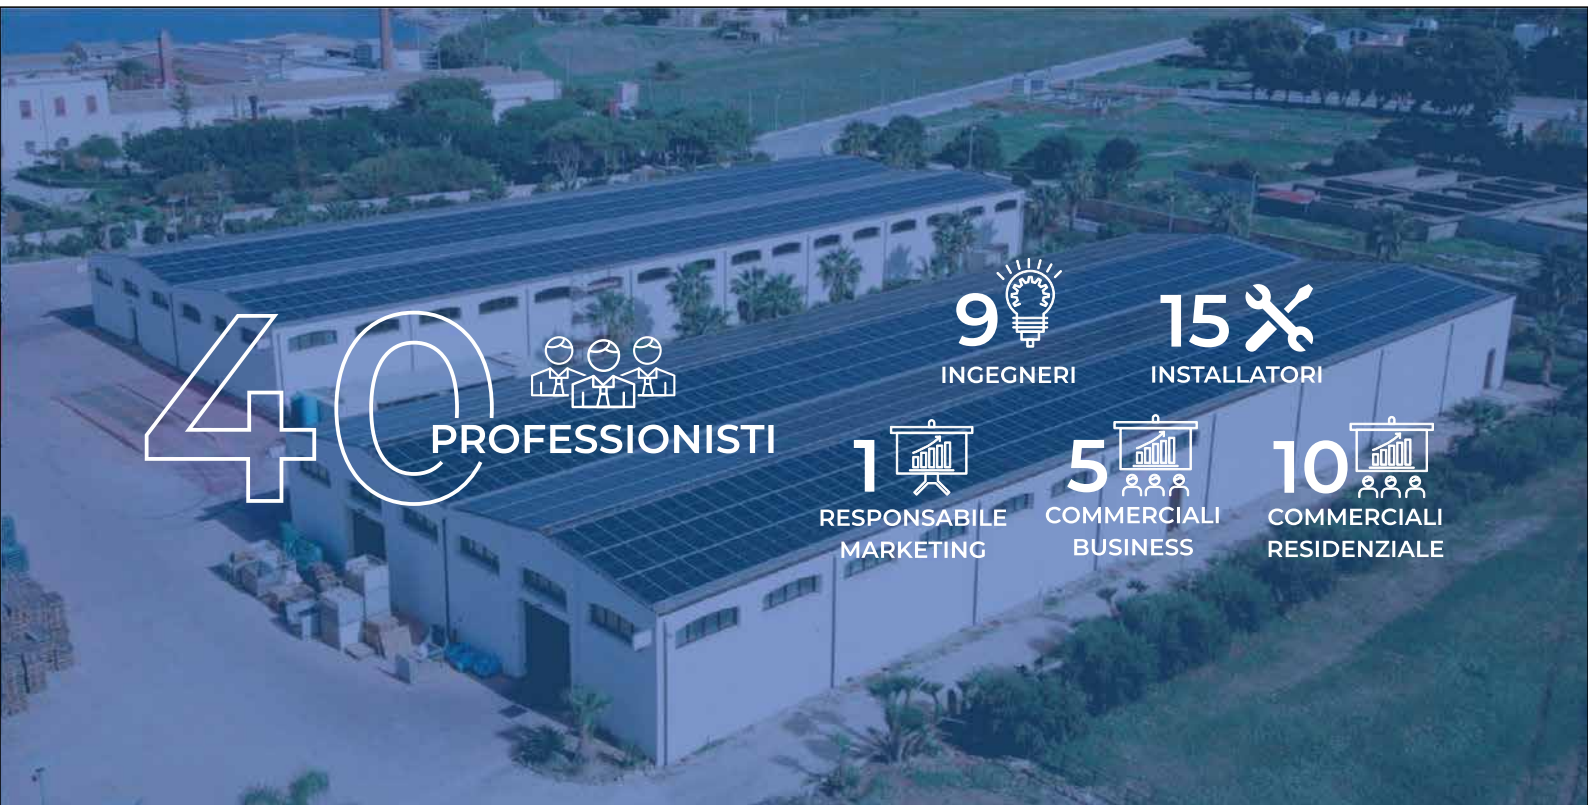 40
PROFESSIONISTI
9
INGEGNERI
15
INSTALLATORI
1
RESPONSABILE
MARKETING
5
COMMERCIALI
BUSINESS
10
COMMERCIALI
RESIDENZIALE